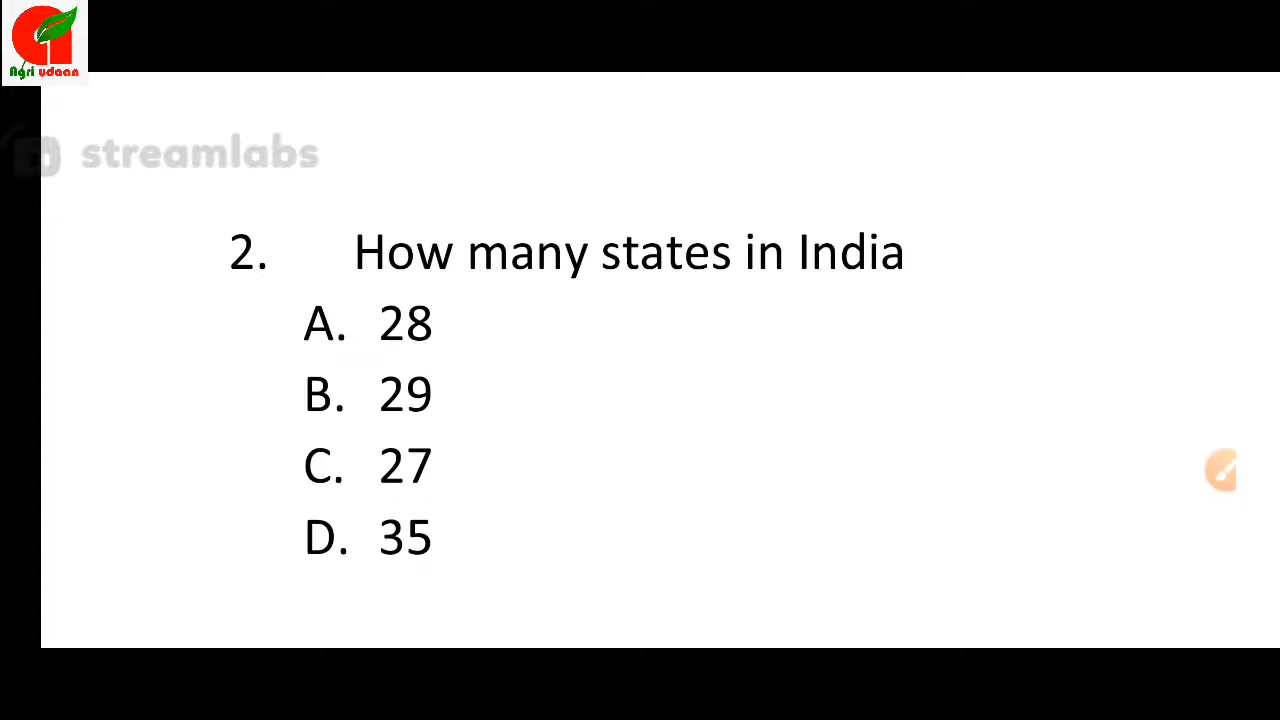 Agri udaan
streamlabs
2. How many states in India
A. 28
B. 29
C. 27
D. 35